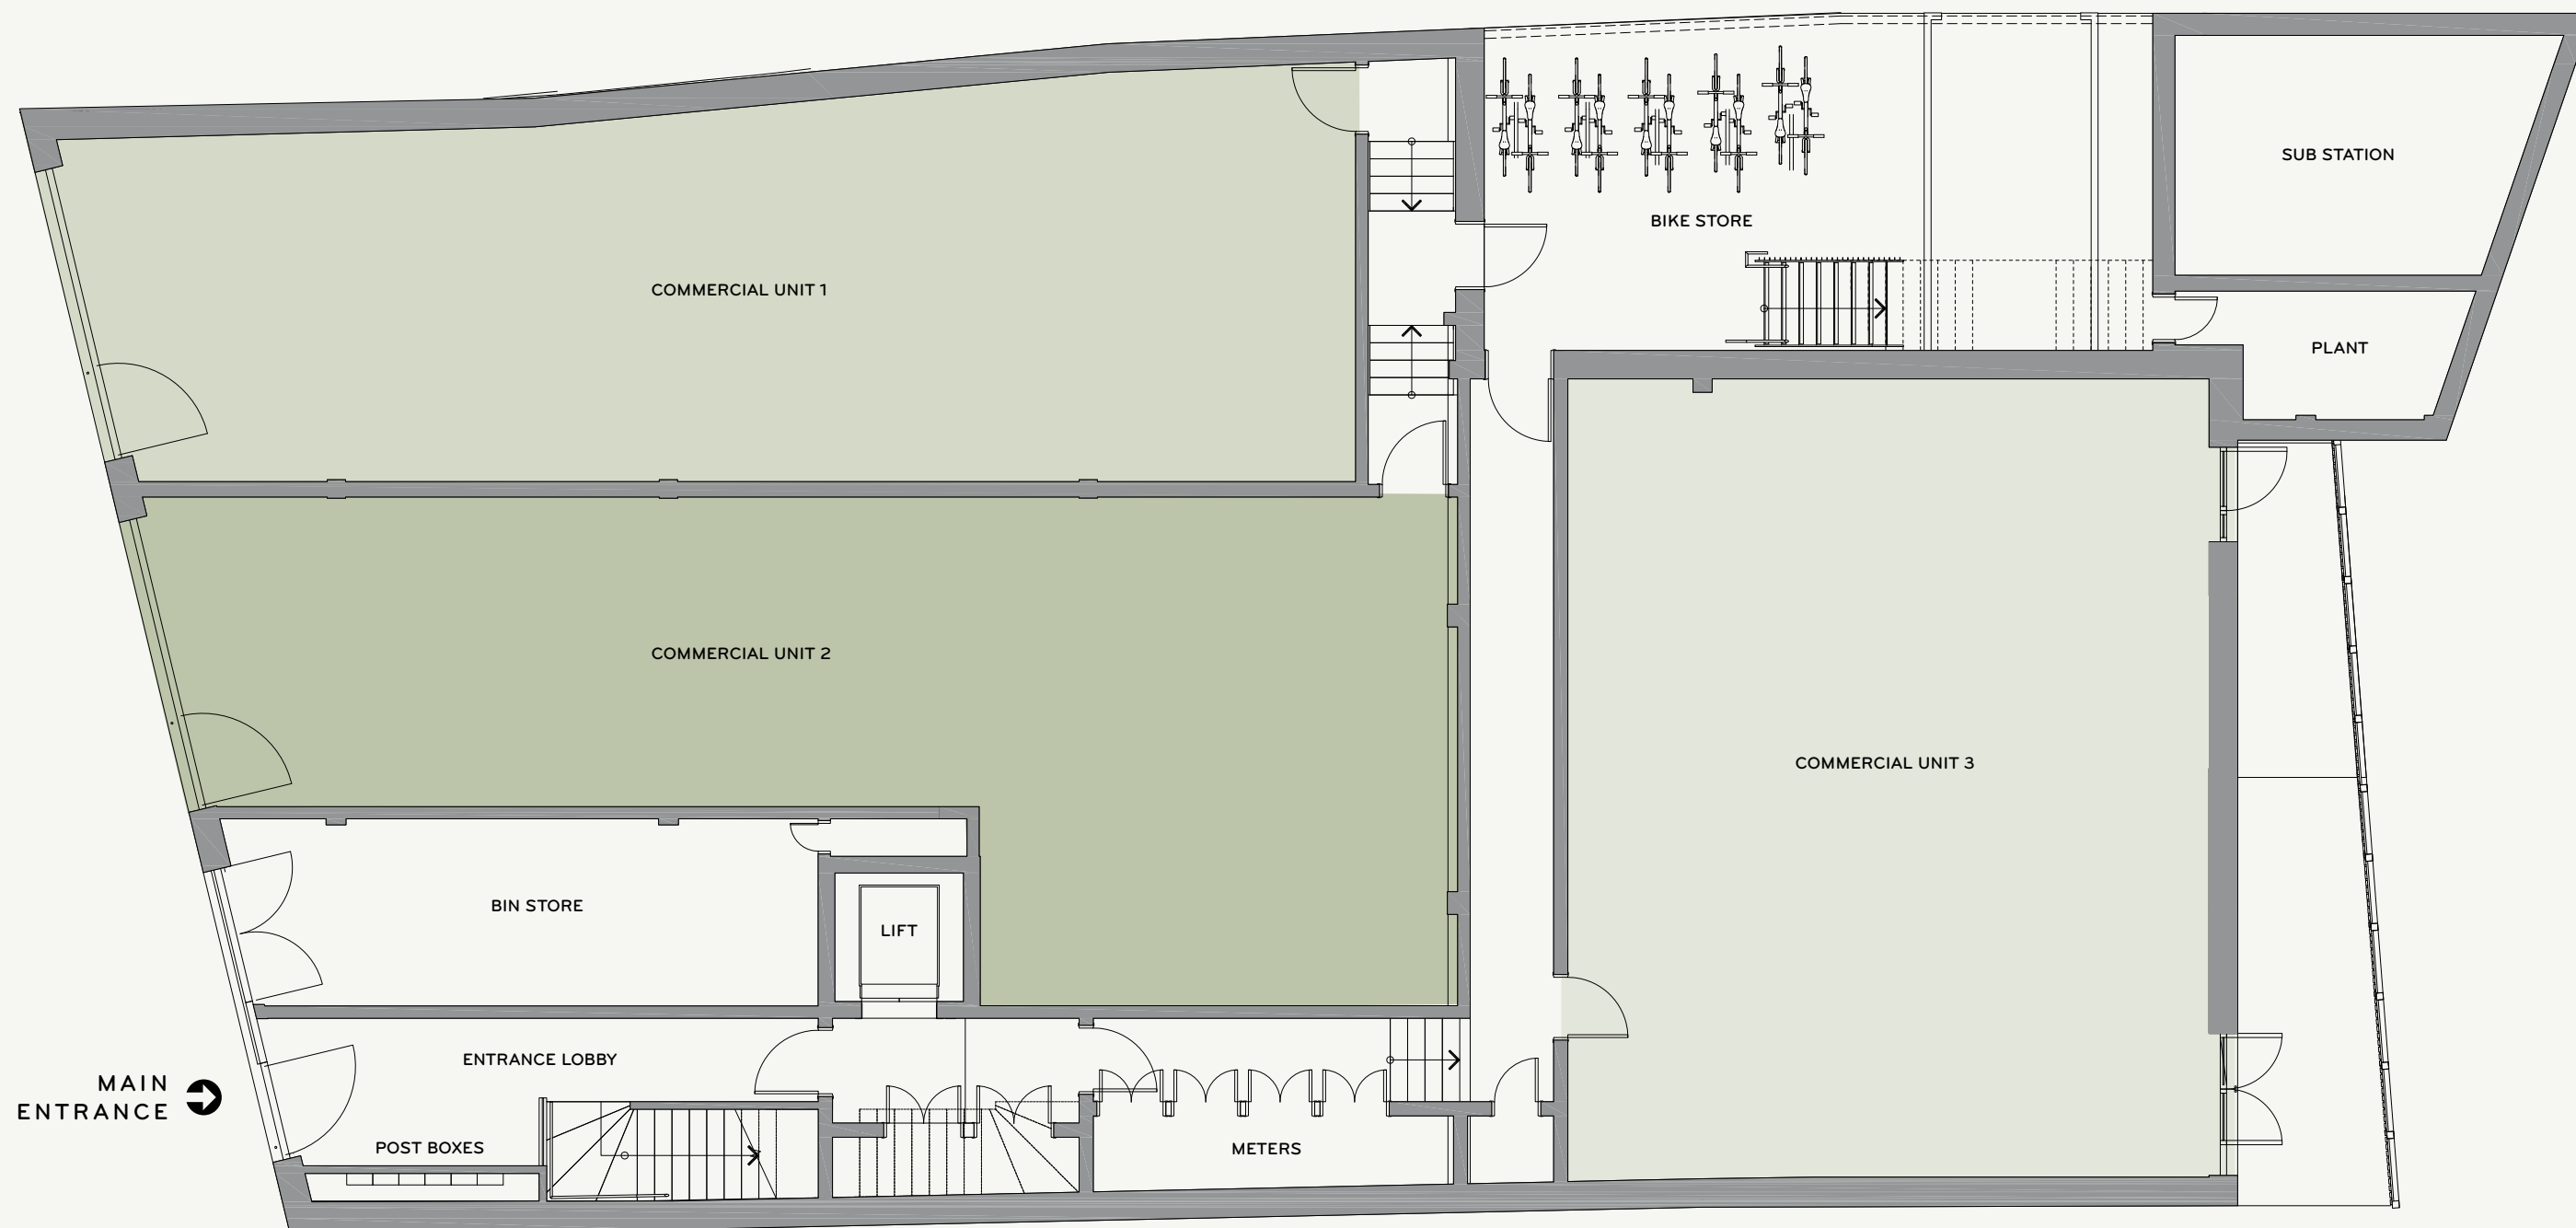 SUB STATION
BIKE STORE
COMMERCIAL UNIT 1
PLANT
COMMERCIAL UNIT 2
COMMERCIAL UNIT 3
BIN STORE
LIFT
ENTRANCE LOBBY
MAIN
ENTRANCE
POST BOXES
METERS